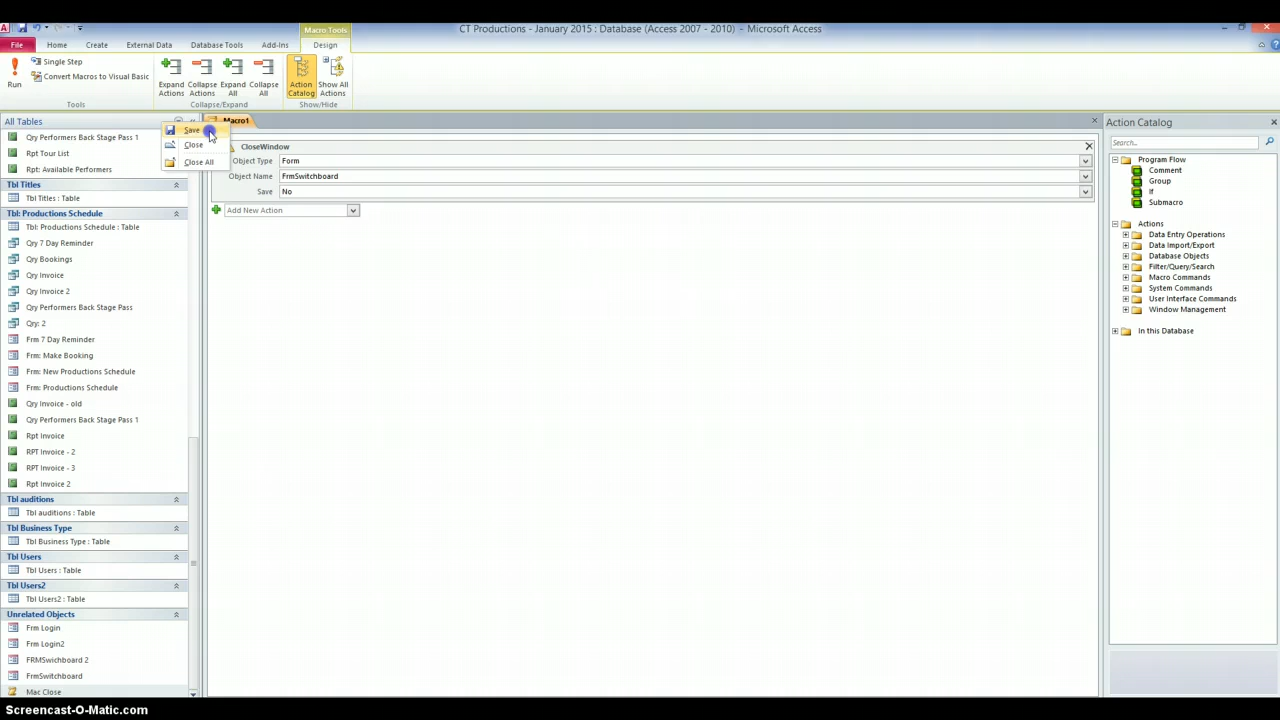 CT Productions - January 2015 : Database (Access 2007 - 2010) - Microsoft Access
Macro Tools
File Home Create External Data Database Tools Add-Ins Design
Run
Single Step
Convert Macros to Visual Basic
Tools
Expand Actions
Collapse Actions
Expand All
Collapse All
Collapse/Expand
Action Catalog
Show All Actions
Show/Hide
All Tables
Qry Performers Back Stage Pass 1
Rpt Tour List
Rpt: Available Performers
Tbl Titles
Tbl Titles : Table
Tbl: Productions Schedule
Tbl: Productions Schedule : Table
Qry 7 Day Reminder
Qry Bookings
Qry Invoice
Qry Invoice 2
Qry Performers Back Stage Pass
Qry: 2
Frm 7 Day Reminder
Frm: Make Booking
Frm: New Productions Schedule
Frm: Productions Schedule
Qry Invoice - old
Qry Performers Back Stage Pass 1
Rpt Invoice
RPT Invoice - 2
RPT Invoice - 3
Rpt Invoice 2
Tbl auditions
Tbl auditions : Table
Tbl Business Type
Tbl Business Type : Table
Tbl Users
Tbl Users : Table
Tbl Users2
Tbl Users2 : Table
Unrelated Objects
Frm Login
Frm Login2
FRMSwichboard 2
FrmSwitchboard
Mac Close
Save
Close
Close All
Macro1
CloseWindow
Object Type Form
Object Name FrmSwitchboard
Save No
Add New Action
Action Catalog
Search...
Program Flow
Comment
Group
If
Submacro
Actions
Data Entry Operations
Data Import/Export
Database Objects
Filter/Query/Search
Macro Commands
System Commands
User Interface Commands
Window Management
In this Database
Screencast-O-Matic.com